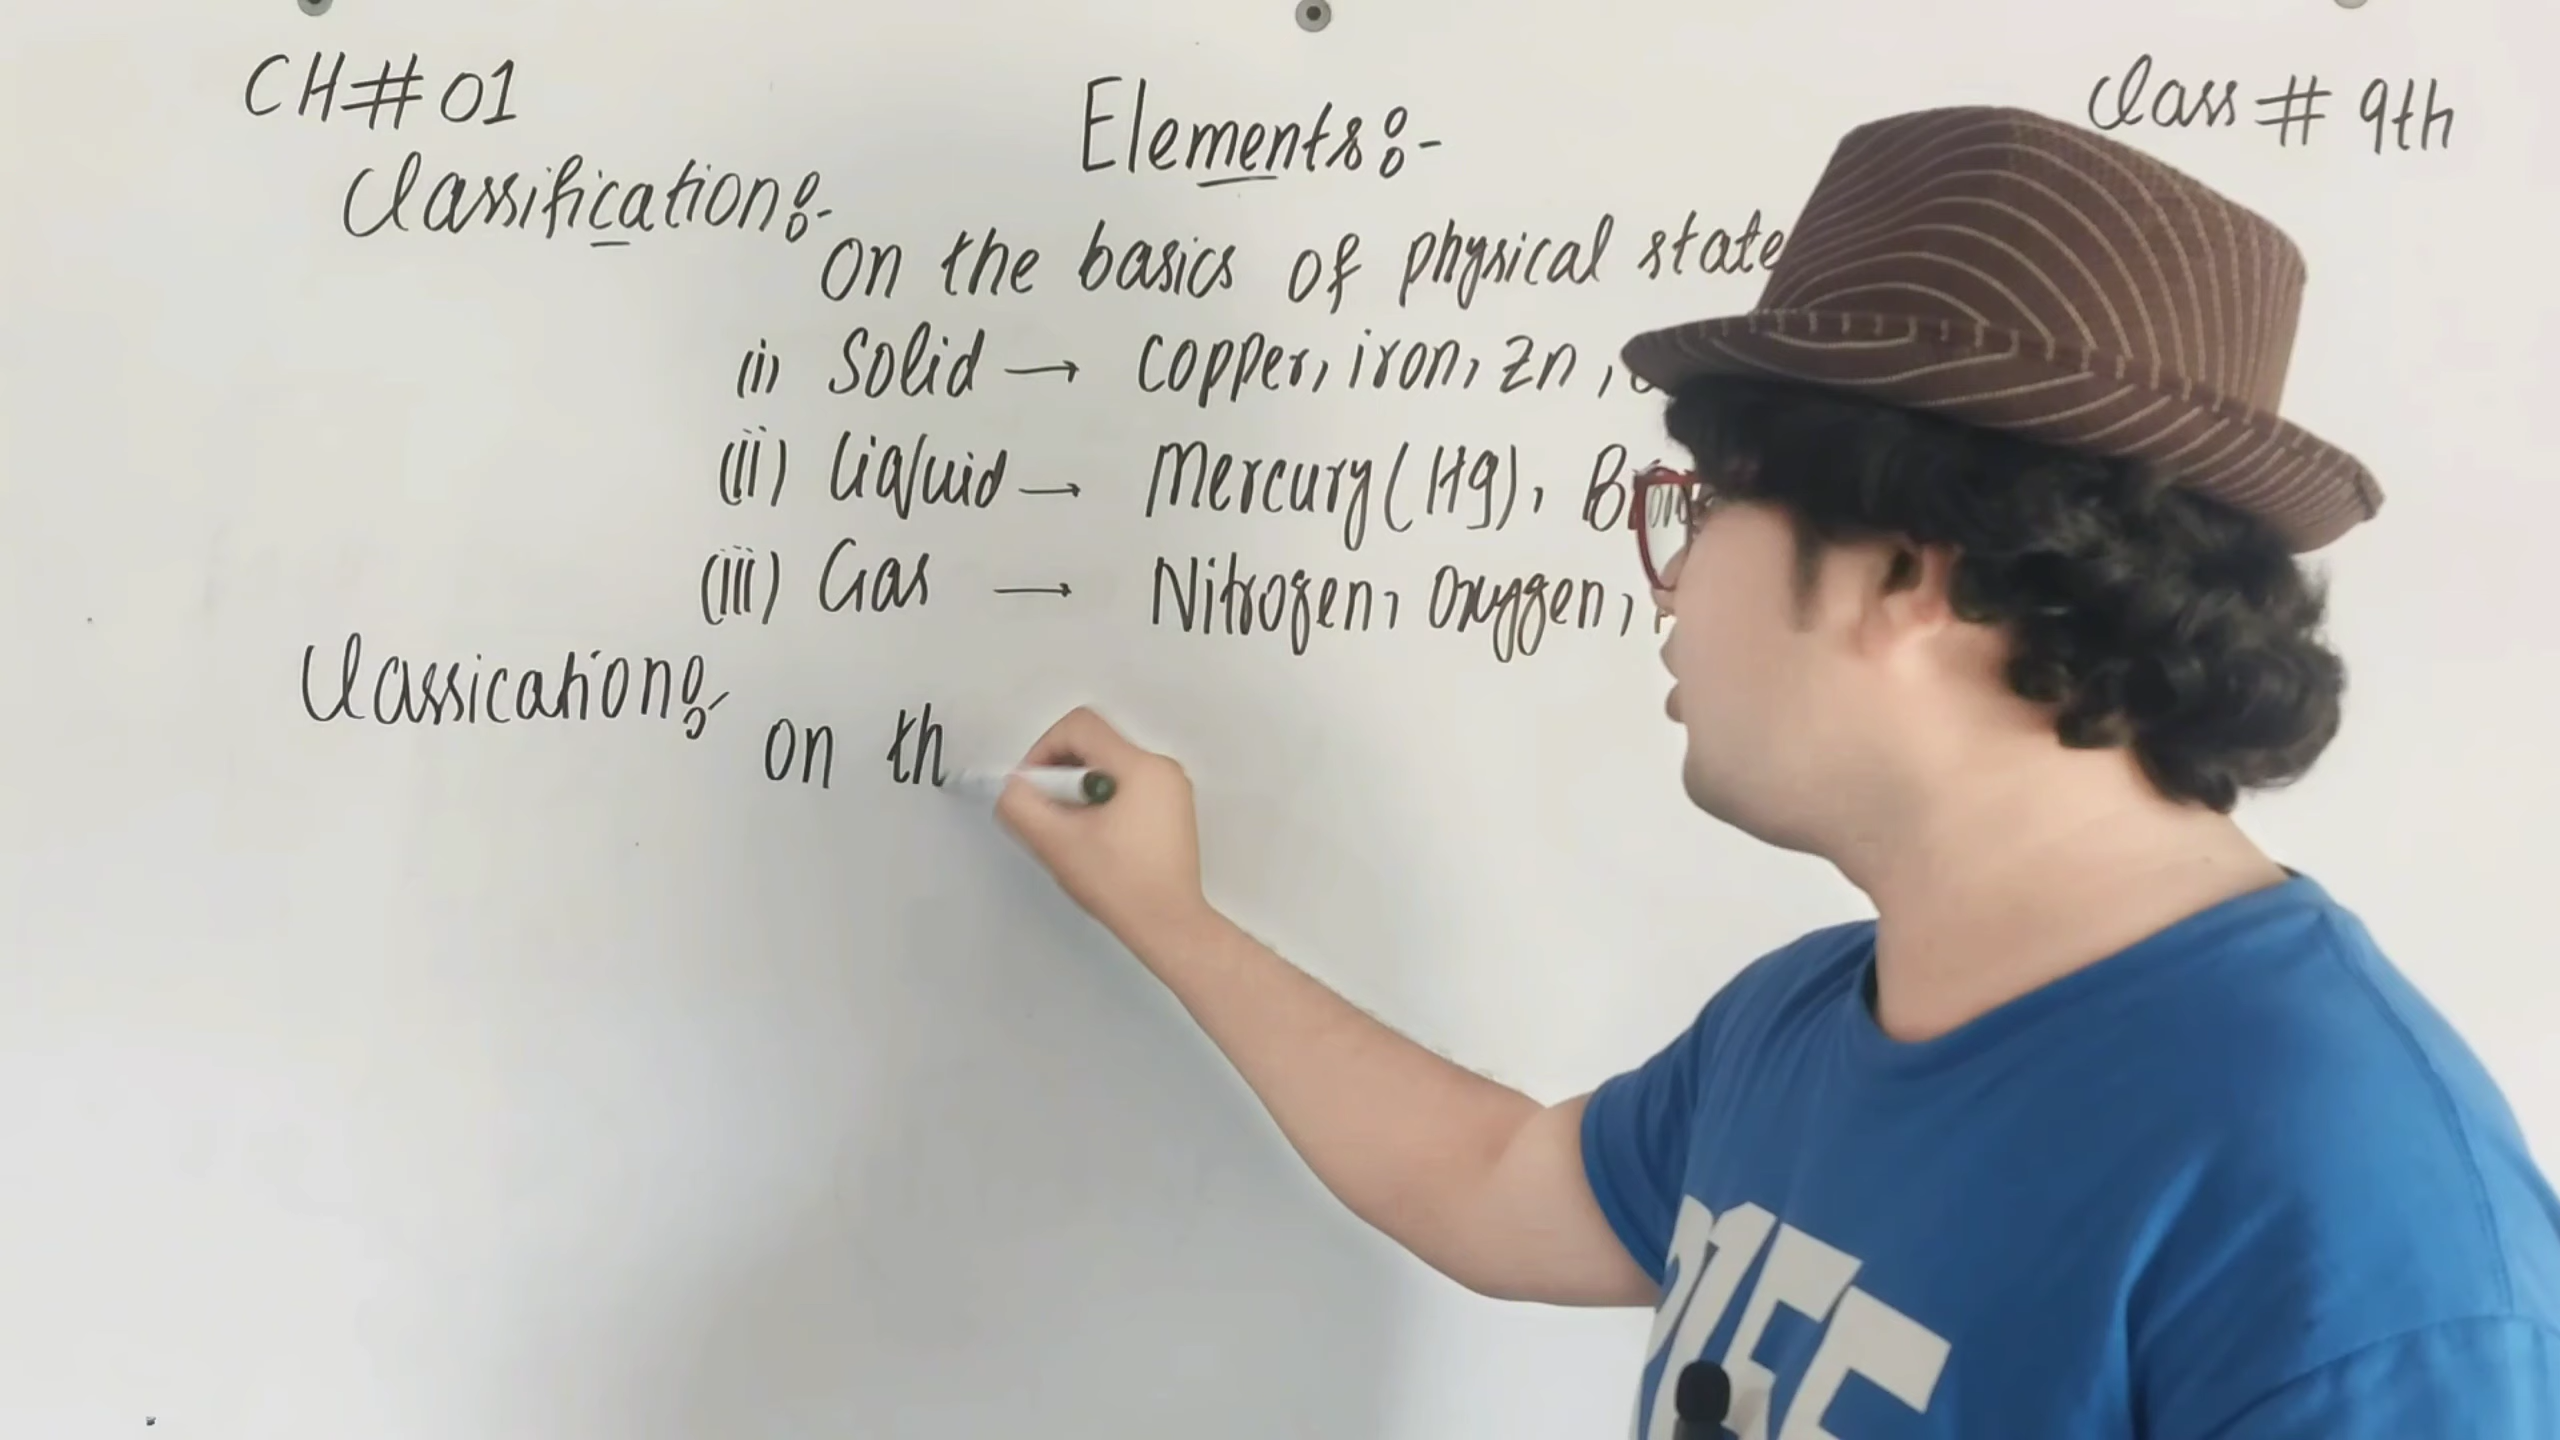 CH# 01
Elements:-
Class # 9th
Classification:-
on the basics of physical state
(i) Solid → Copper, iron, Zn,
(ii) Liquid → Mercury (Hg),
(iii) Gas → Nitrogen, Oxygen,
Classication:-
on th